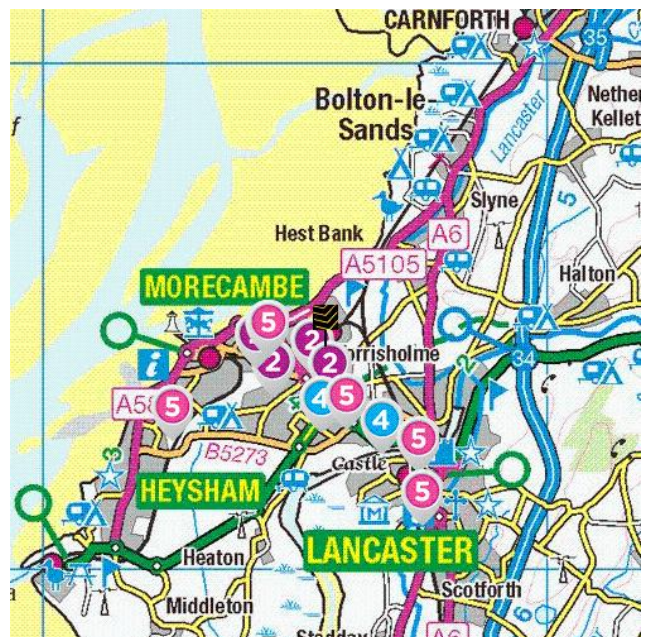 CARNFORTH
35
Nether
Kellet
Bolton-le-
Sands
Lancaster
Slyne
5
Hest Bank
A6
A5105
Halton
MORECAMBE
5
2
2
2
orrisholme
34
2
i
4
5
4
A58
5
5
B5273
Castle
3
HEYSHAM
5
M
LANCASTER
Heaton
Scotforth
Middleton
6
A6